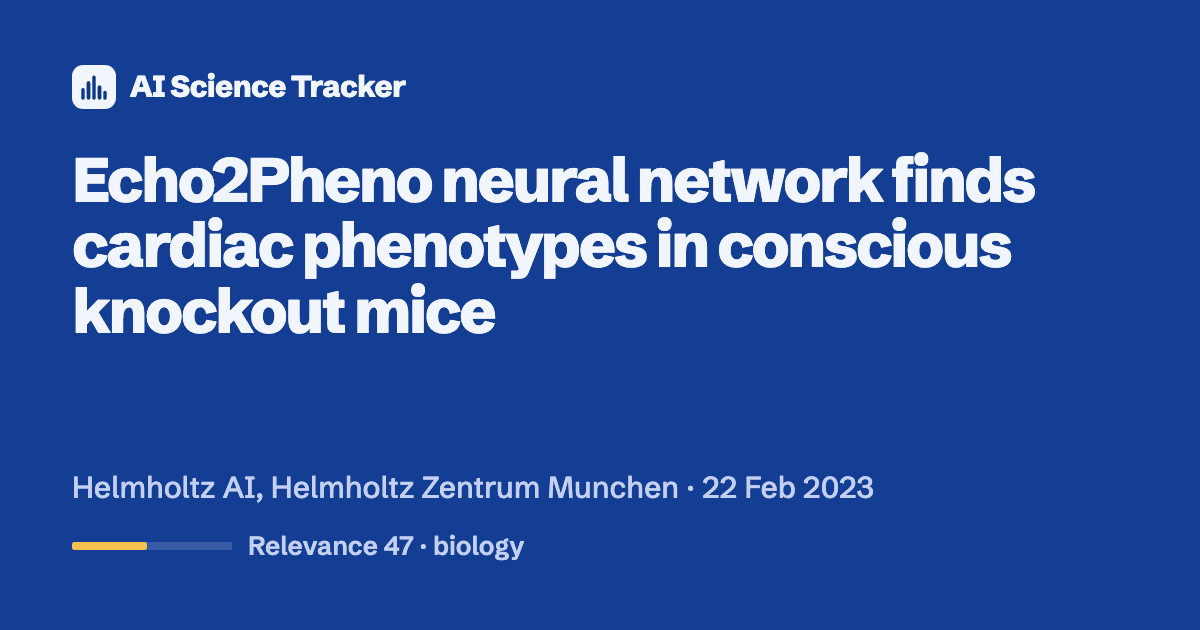 AI Science Tracker
Echo2Pheno neural network finds
cardiac phenotypes in conscious
knockout mice
Helmholtz AI, Helmholtz Zentrum Munchen · 22 Feb 2023
Relevance 47 · biology